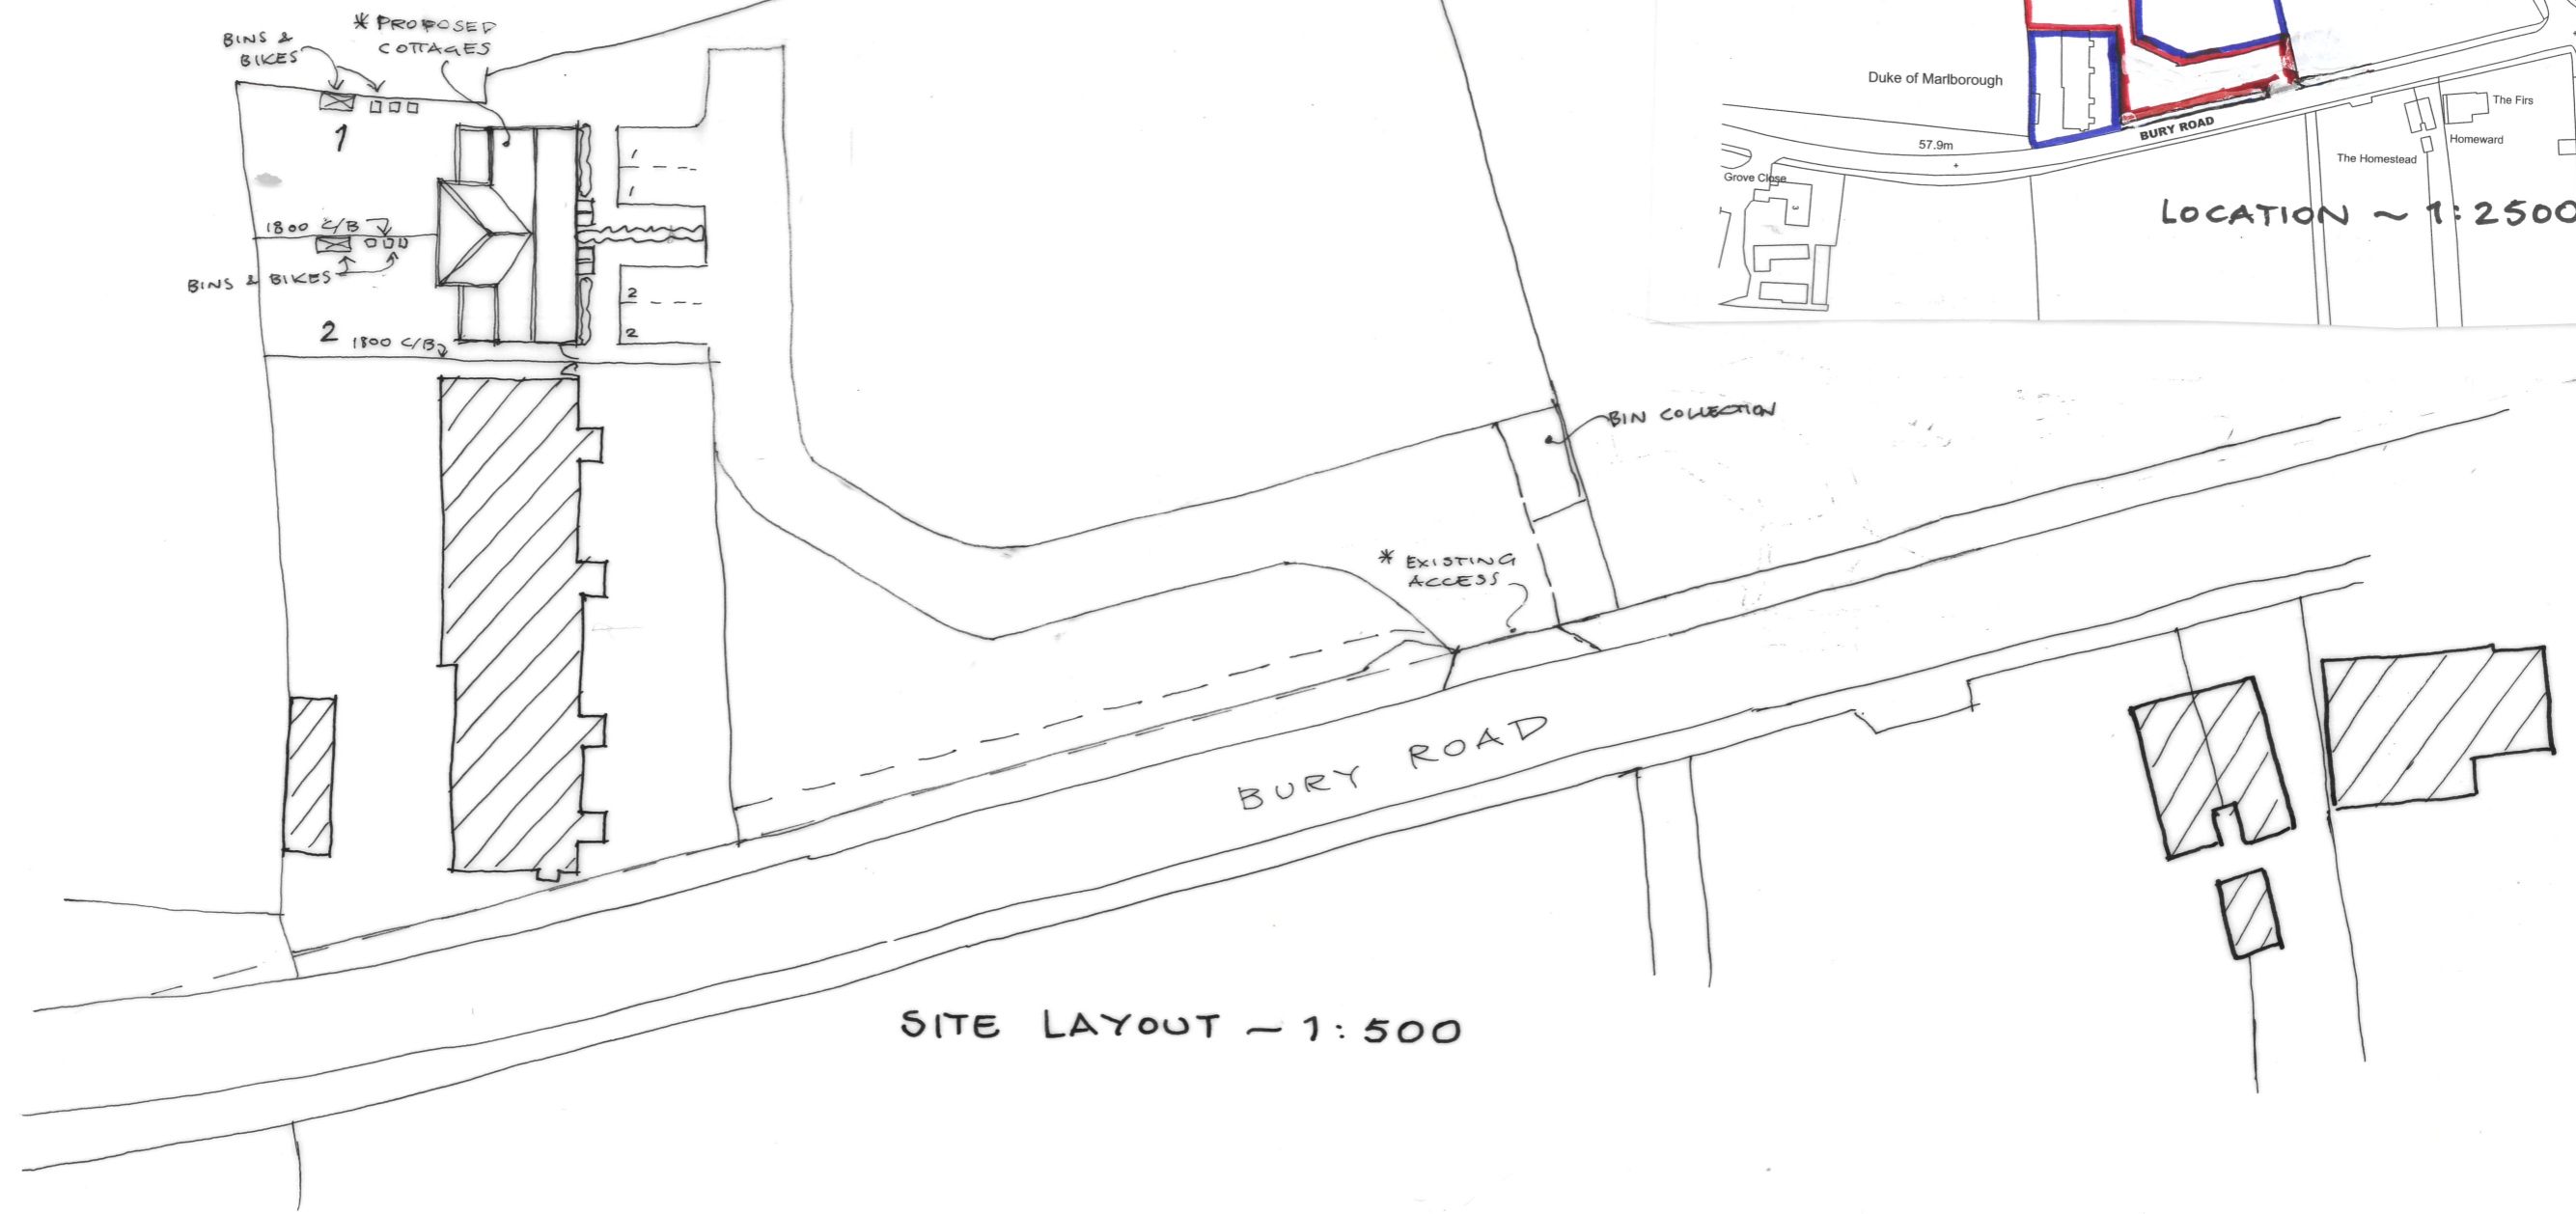 * PROPOSED
COTTAGES
BINS &
BIKES
1
1
1
1800 C/B
BINS & BIKES
2
2
2
1800 C/B
BIN COLLECTION
* EXISTING
ACCESS
BURY ROAD
SITE LAYOUT ~ 1:500
Duke of Marlborough
57.9m
BURY ROAD
Grove Close
3
The Firs
Homeward
The Homestead
LOCATION ~ 1:2500